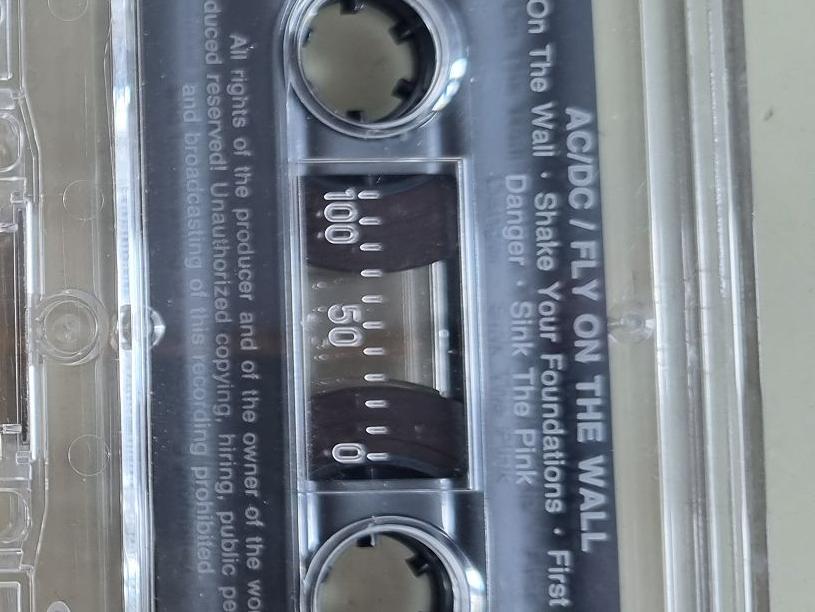 AC/DC / FLY ON THE WALL
On The Wall · Shake Your Foundations · First
Danger · Sink The Pink
100
50
0
All rights of the producer and of the owner of the wo
duced reserved! Unauthorized copying, hiring, public pe
and broadcasting of this recording prohibited